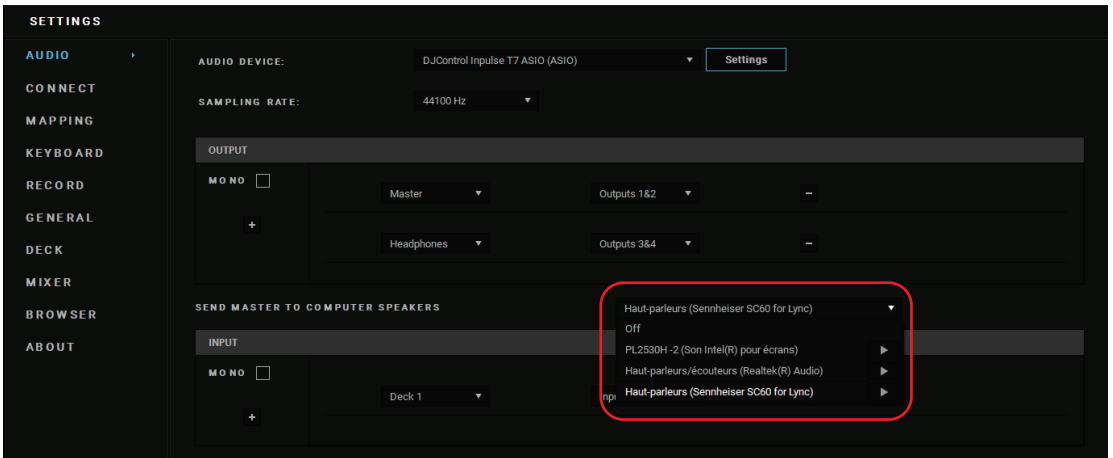 SETTINGS
AUDIO
CONNECT
MAPPING
KEYBOARD
RECORD
GENERAL
DECK
MIXER
BROWSER
ABOUT
AUDIO DEVICE:
DJControl Inpulse T7 ASIO (ASIO)
Settings
SAMPLING RATE:
44100 Hz
OUTPUT
MONO
+
Master
Outputs 1&2
–
Headphones
Outputs 3&4
–
SEND MASTER TO COMPUTER SPEAKERS
Haut-parleurs (Sennheiser SC60 for Lync)
Off
PL2530H -2 (Son Intel(R) pour écrans)
Haut-parleurs/écouteurs (Realtek(R) Audio)
Haut-parleurs (Sennheiser SC60 for Lync)
INPUT
MONO
+
Deck 1